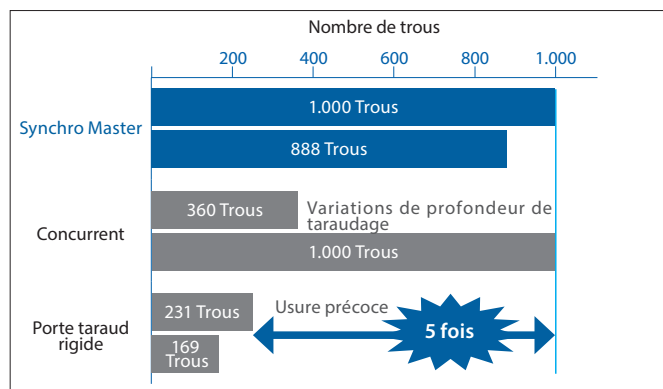 Nombre de trous
200 400 600 800 1.000
Synchro Master
1.000 Trous
888 Trous
Concurrent
360 Trous
Variations de profondeur de
taraudage
1.000 Trous
Porte taraud
rigide
231 Trous
Usure précoce
169
Trous
5 fois